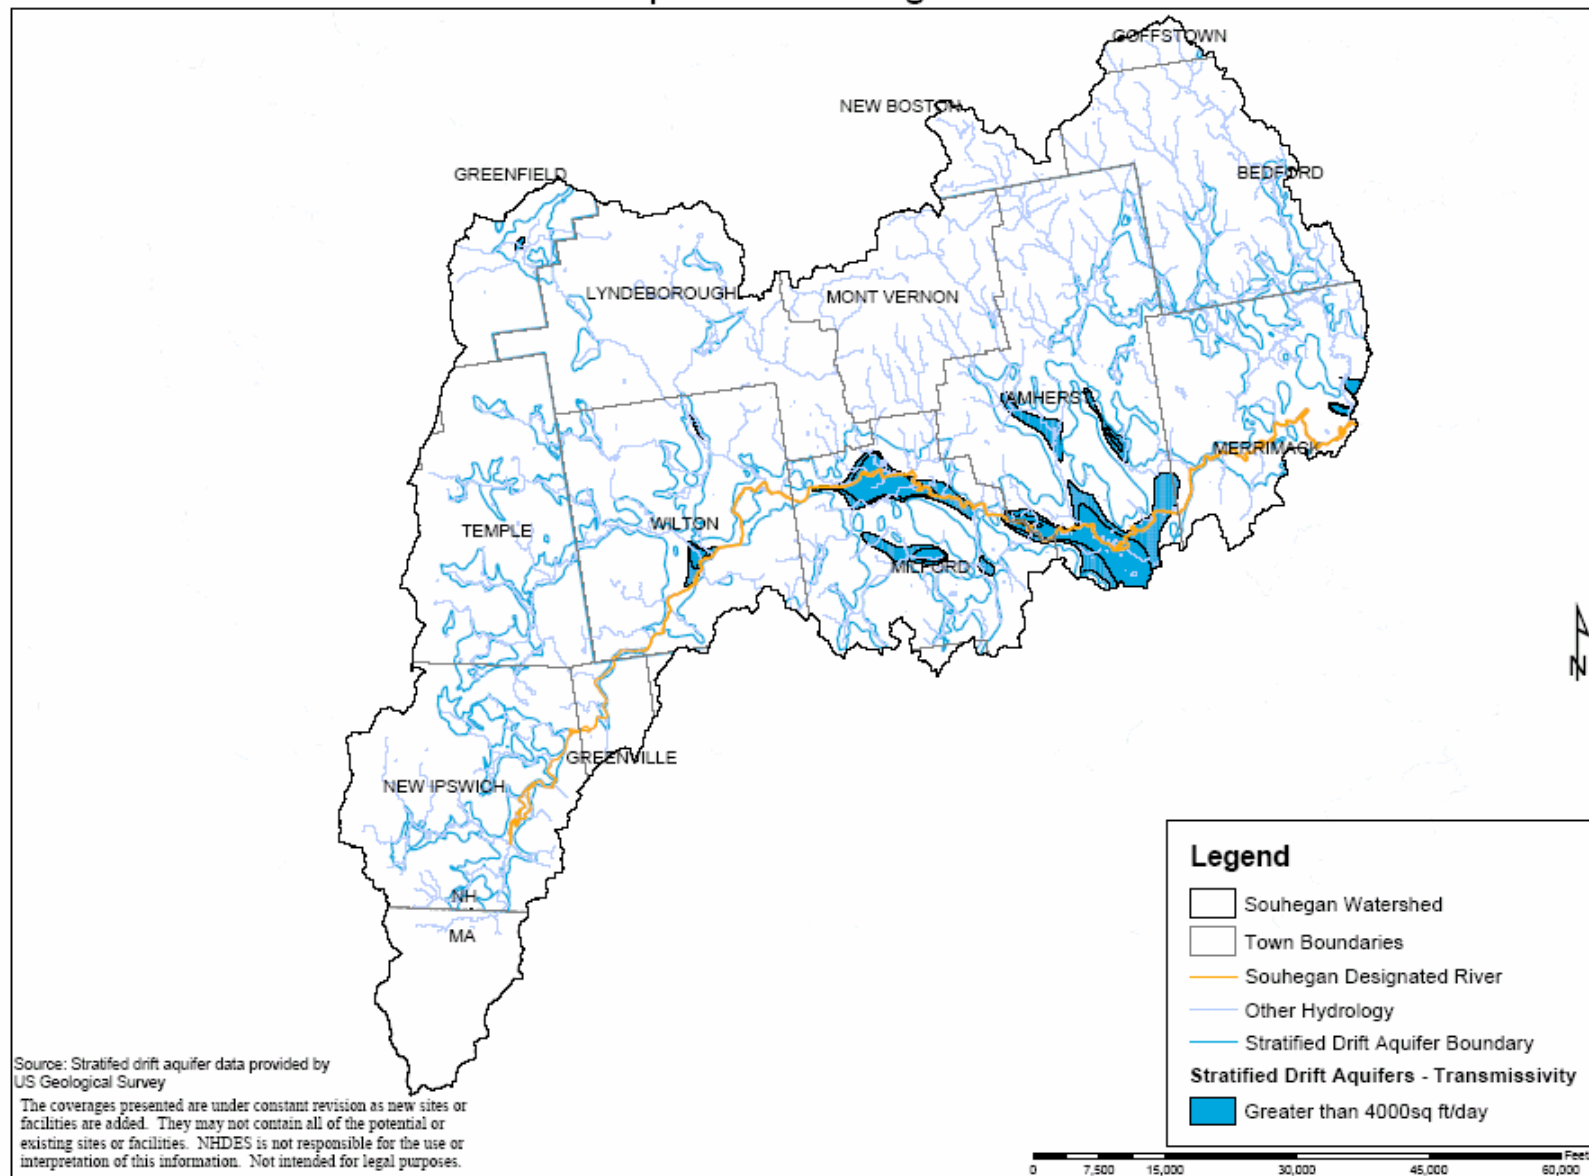 GOFFSTOWN
NEW BOSTON
GREENFIELD
BEDFORD
LYNDEBOROUGH
MONT VERNON
AMHERST
MERRIMACK
TEMPLE
WILTON
MILFORD
N
GREENVILLE
NEW IPSWICH
NH
MA
Legend
Souhegan Watershed
Town Boundaries
Souhegan Designated River
Other Hydrology
Stratified Drift Aquifer Boundary
Stratified Drift Aquifers - Transmissivity
Greater than 4000sq ft/day
Source: Stratifed drift aquifer data provided by
US Geological Survey
The coverages presented are under constant revision as new sites or
facilities are added. They may not contain all of the potential or
existing sites or facilities. NHDES is not responsible for the use or
interpretation of this information. Not intended for legal purposes.
Feet
0 7,500 15,000 30,000 45,000 60,000